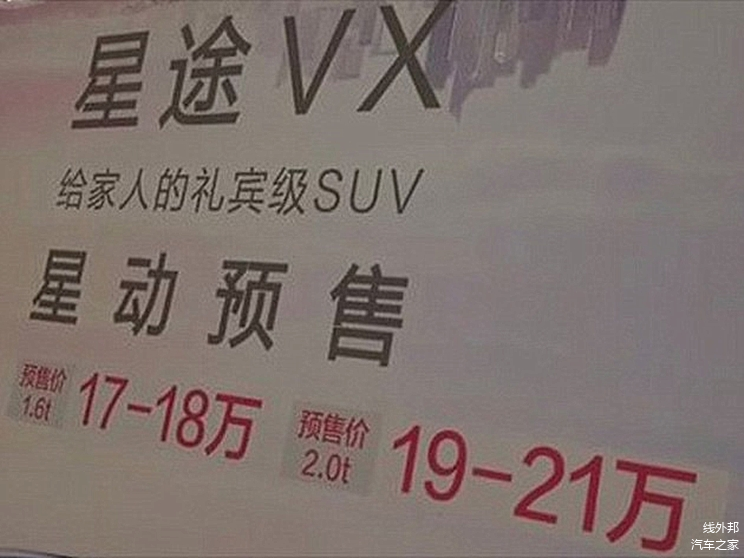 星途VX
给家人的礼宾级SUV
星动预售
预售价
1.6t
17-18万
预售价
2.0t
19-21万
线外邦
汽车之家